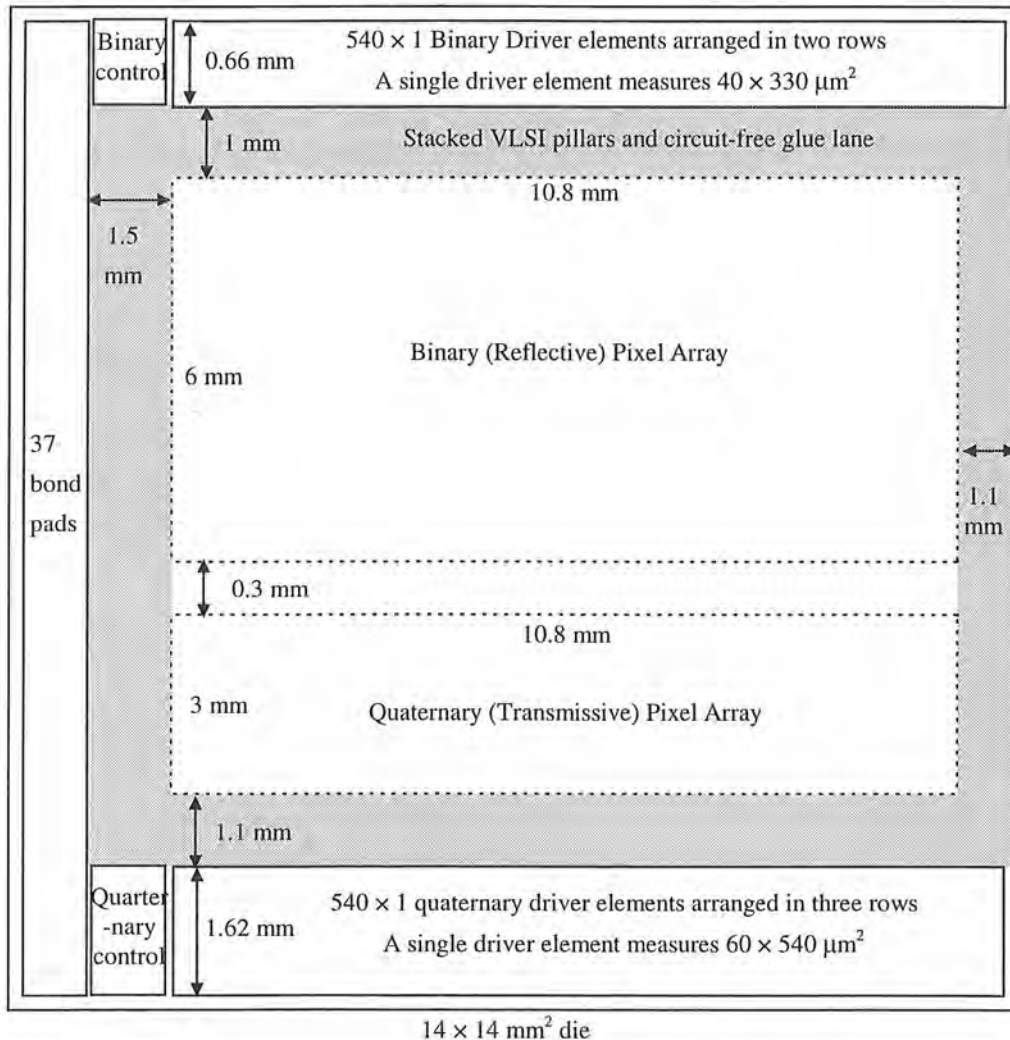 Binary
control
0.66 mm
540 × 1 Binary Driver elements arranged in two rows
A single driver element measures 40 × 330 μm²
1 mm
Stacked VLSI pillars and circuit-free glue lane
10.8 mm
1.5
mm
Binary (Reflective) Pixel Array
6 mm
37
bond
pads
1.1
mm
0.3 mm
10.8 mm
3 mm
Quaternary (Transmissive) Pixel Array
1.1 mm
Quarter
-nary
control
1.62 mm
540 × 1 quaternary driver elements arranged in three rows
A single driver element measures 60 × 540 μm²
14 × 14 mm² die